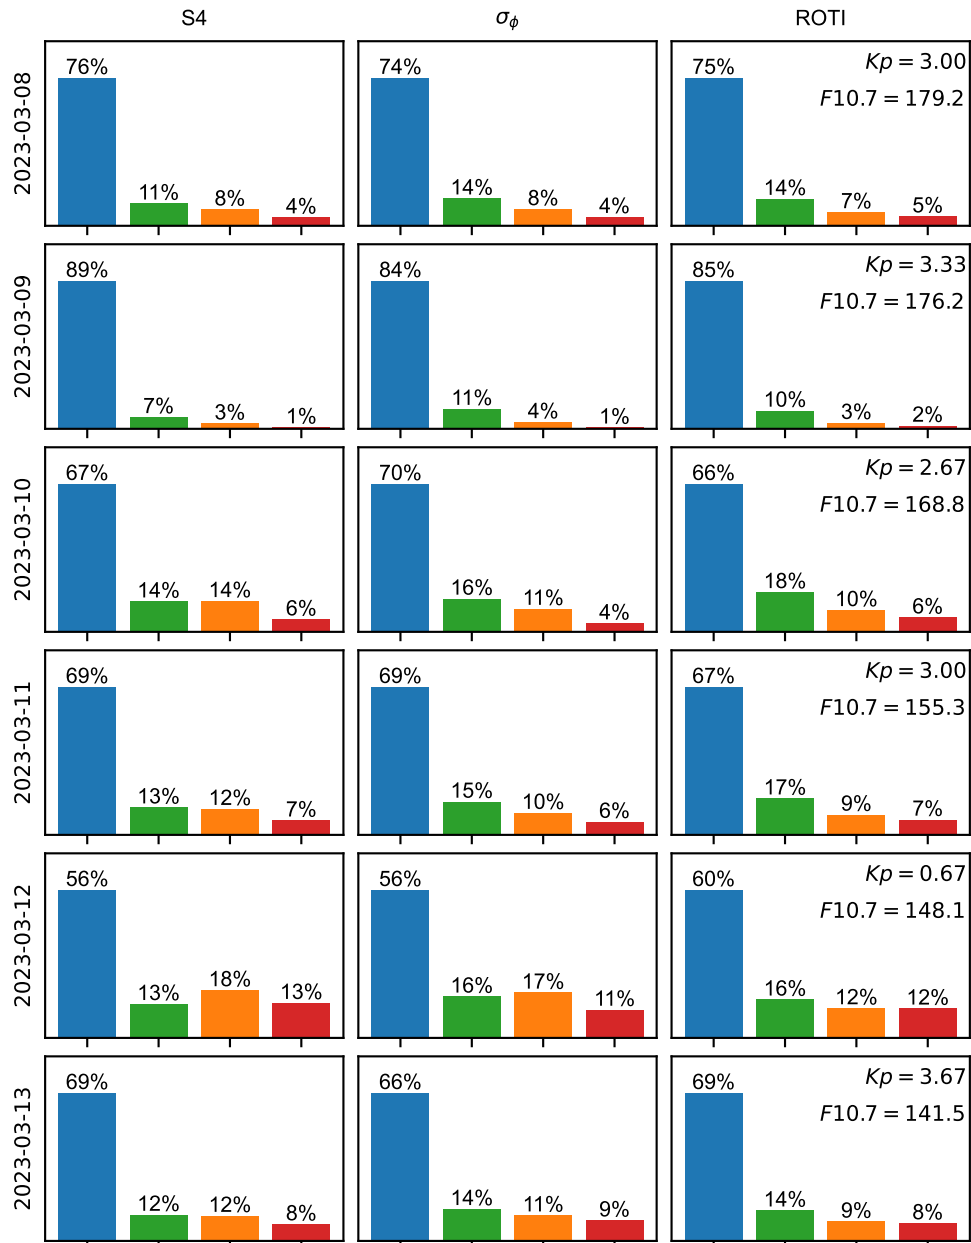 S4 σϕ ROTI
2023-03-08
76% 11% 8% 4%
74% 14% 8% 4%
75% 14% 7% 5%
Kp = 3.00
F10.7 = 179.2
2023-03-09
89% 7% 3% 1%
84% 11% 4% 1%
85% 10% 3% 2%
Kp = 3.33
F10.7 = 176.2
2023-03-10
67% 14% 14% 6%
70% 16% 11% 4%
66% 18% 10% 6%
Kp = 2.67
F10.7 = 168.8
2023-03-11
69% 13% 12% 7%
69% 15% 10% 6%
67% 17% 9% 7%
Kp = 3.00
F10.7 = 155.3
2023-03-12
56% 13% 18% 13%
56% 16% 17% 11%
60% 16% 12% 12%
Kp = 0.67
F10.7 = 148.1
2023-03-13
69% 12% 12% 8%
66% 14% 11% 9%
69% 14% 9% 8%
Kp = 3.67
F10.7 = 141.5